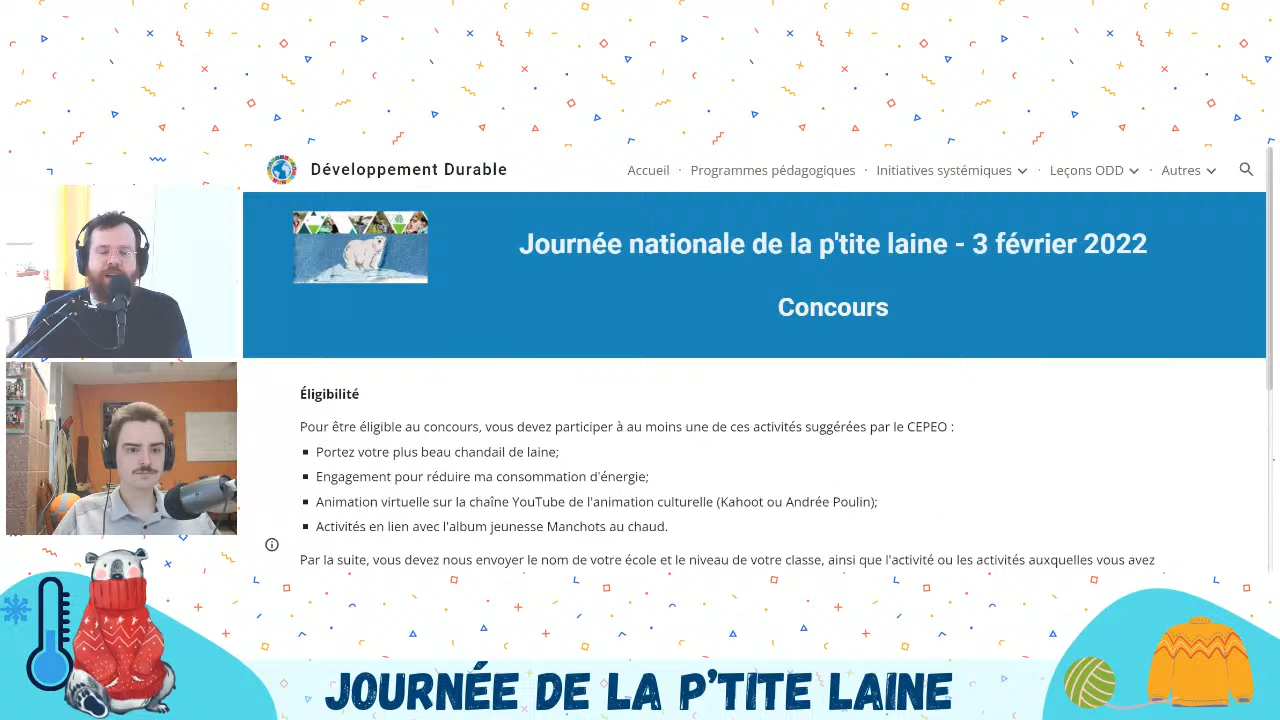 Développement Durable
Accueil · Programmes pédagogiques · Initiatives systémiques · Leçons ODD · Autres
Journée nationale de la p'tite laine - 3 février 2022
Concours
Éligibilité
Pour être éligible au concours, vous devez participer à au moins une de ces activités suggérées par le CEPEO :
▪ Portez votre plus beau chandail de laine;
▪ Engagement pour réduire ma consommation d'énergie;
▪ Animation virtuelle sur la chaîne YouTube de l'animation culturelle (Kahoot ou Andrée Poulin);
▪ Activités en lien avec l'album jeunesse Manchots au chaud.
Par la suite, vous devez nous envoyer le nom de votre école et le niveau de votre classe, ainsi que l'activité ou les activités auxquelles vous avez
JOURNÉE DE LA P'TITE LAINE